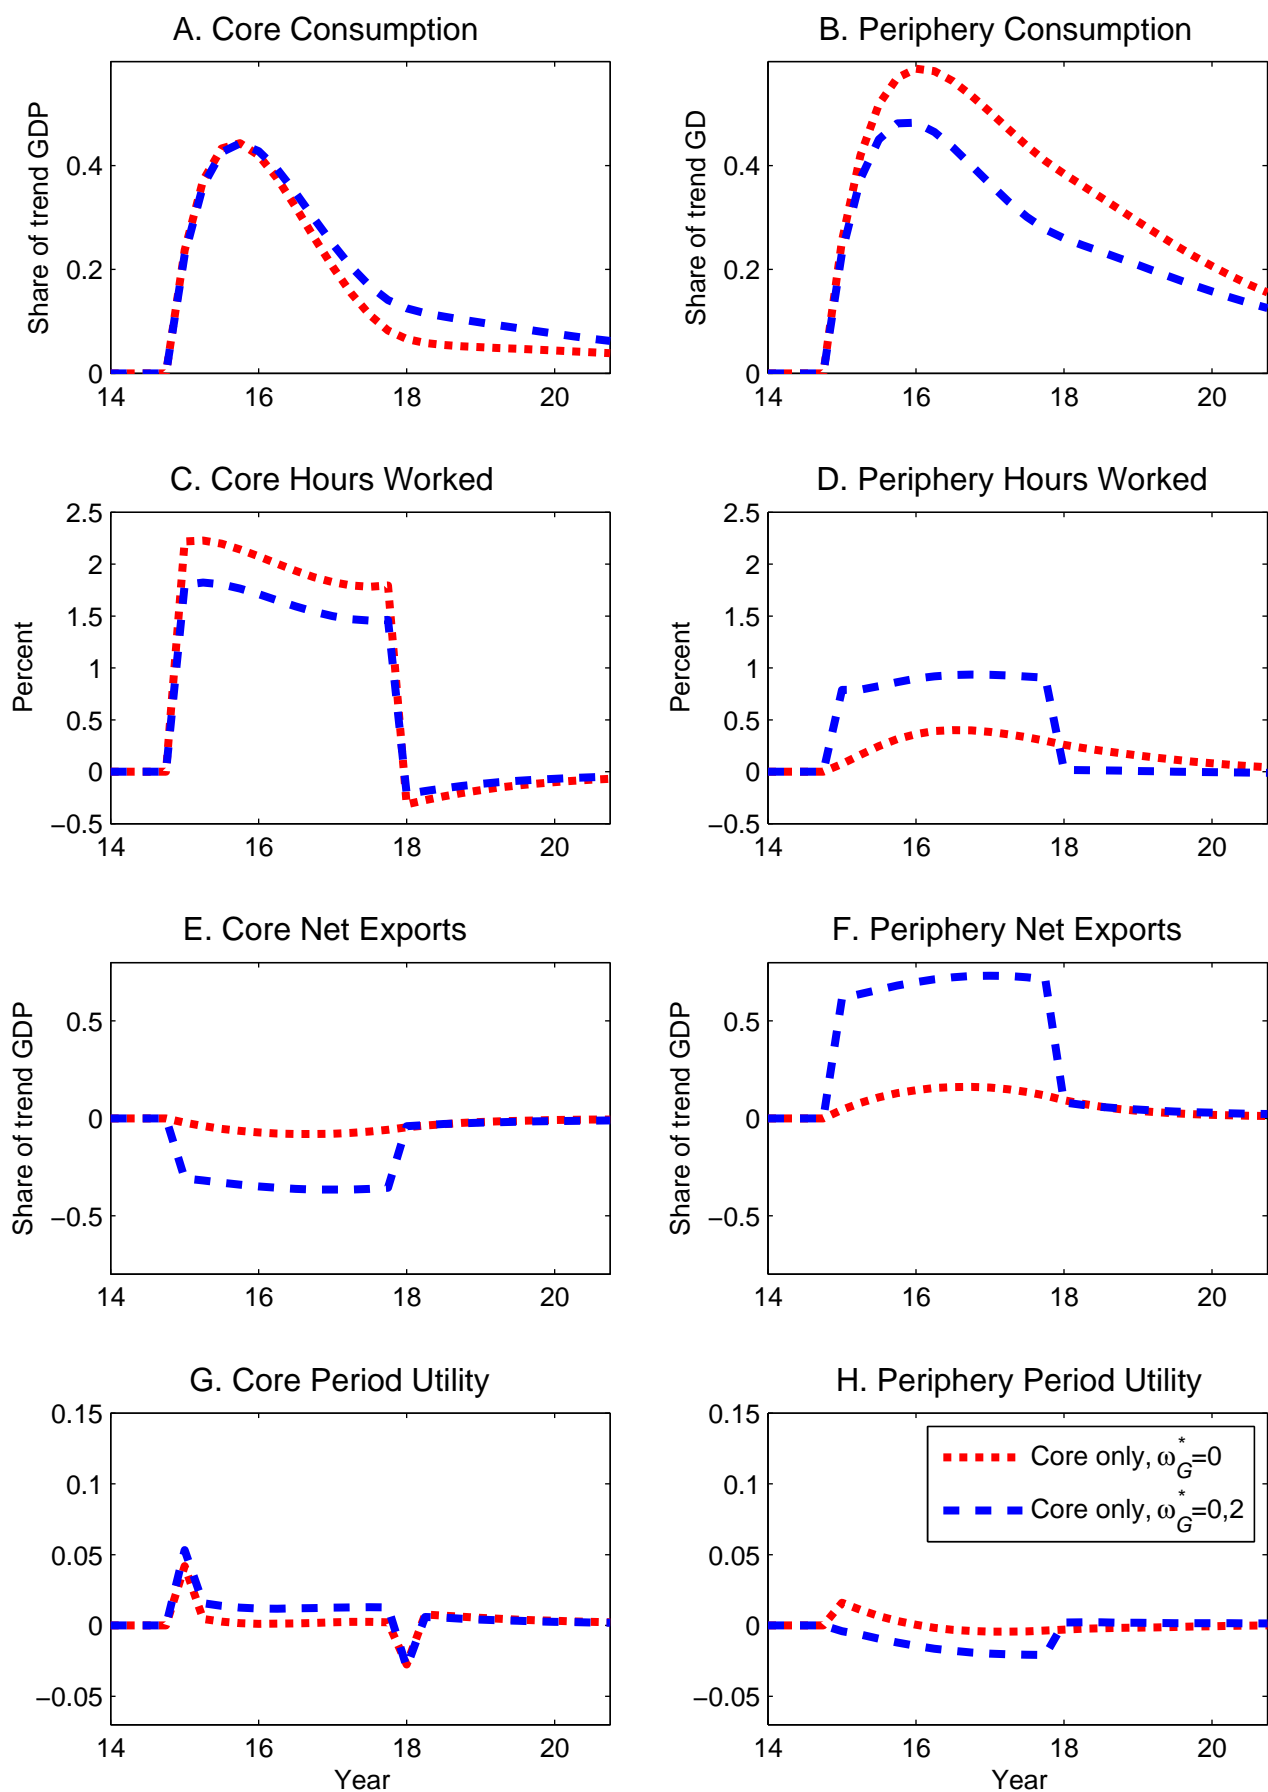 A. Core Consumption
Share of trend GDP
0.4
0.2
0
14 16 18 20
B. Periphery Consumption
Share of trend GD
0.4
0.2
0
14 16 18 20
C. Core Hours Worked
Percent
2.5
2
1.5
1
0.5
0
−0.5
14 16 18 20
D. Periphery Hours Worked
Percent
2.5
2
1.5
1
0.5
0
−0.5
14 16 18 20
E. Core Net Exports
Share of trend GDP
0.5
0
−0.5
14 16 18 20
F. Periphery Net Exports
Share of trend GDP
0.5
0
−0.5
14 16 18 20
G. Core Period Utility
0.15
0.1
0.05
0
−0.05
14 16 18 20
Year
H. Periphery Period Utility
0.15
0.1
0.05
0
−0.05
Core only, ω*G=0
Core only, ω*G=0,2
14 16 18 20
Year